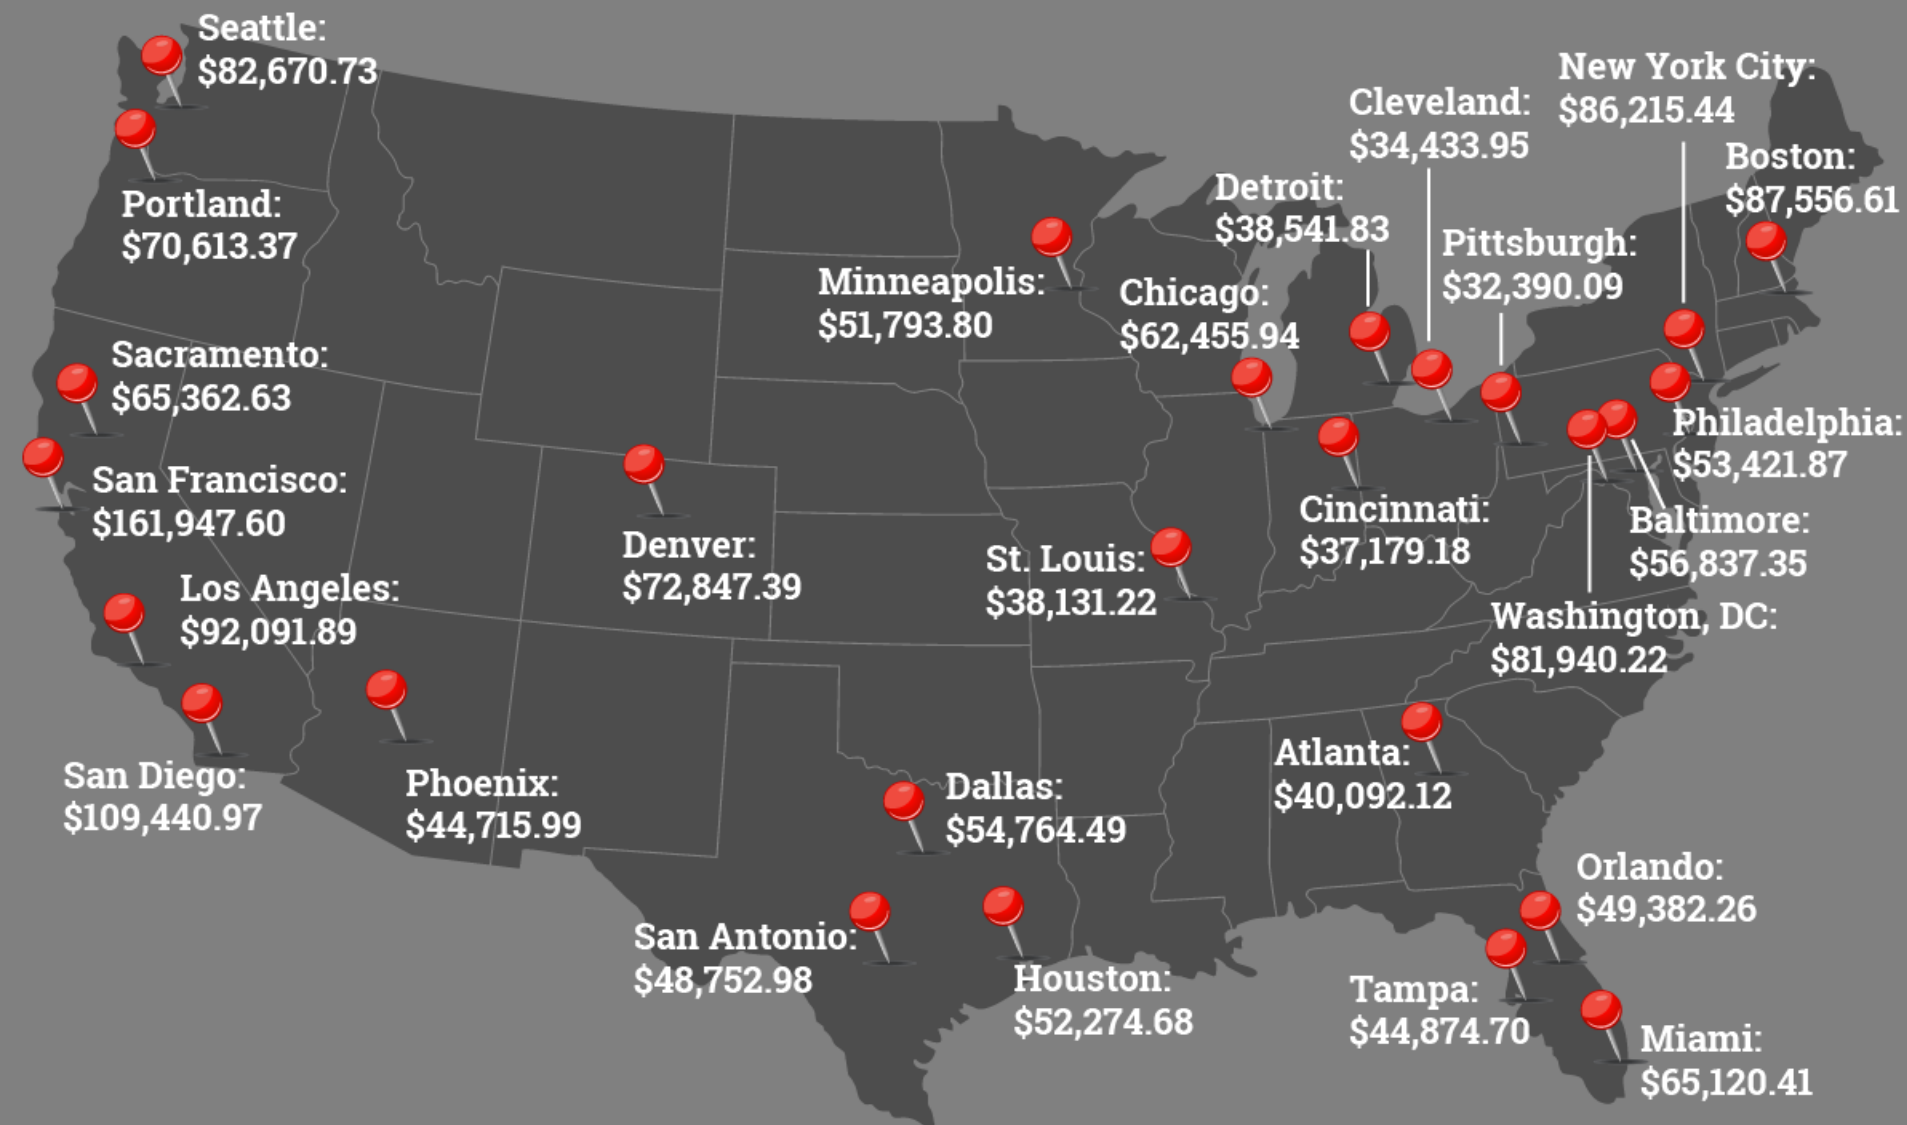 Seattle:
$82,670.73
New York City:
$86,215.44
Cleveland:
$34,433.95
Boston:
$87,556.61
Detroit:
$38,541.83
Portland:
$70,613.37
Pittsburgh:
$32,390.09
Minneapolis:
$51,793.80
Chicago:
$62,455.94
Sacramento:
$65,362.63
Philadelphia:
$53,421.87
San Francisco:
$161,947.60
Cincinnati:
$37,179.18
Baltimore:
$56,837.35
Denver:
$72,847.39
St. Louis:
$38,131.22
Los Angeles:
$92,091.89
Washington, DC:
$81,940.22
Atlanta:
$40,092.12
San Diego:
$109,440.97
Phoenix:
$44,715.99
Dallas:
$54,764.49
Orlando:
$49,382.26
San Antonio:
$48,752.98
Houston:
$52,274.68
Tampa:
$44,874.70
Miami:
$65,120.41